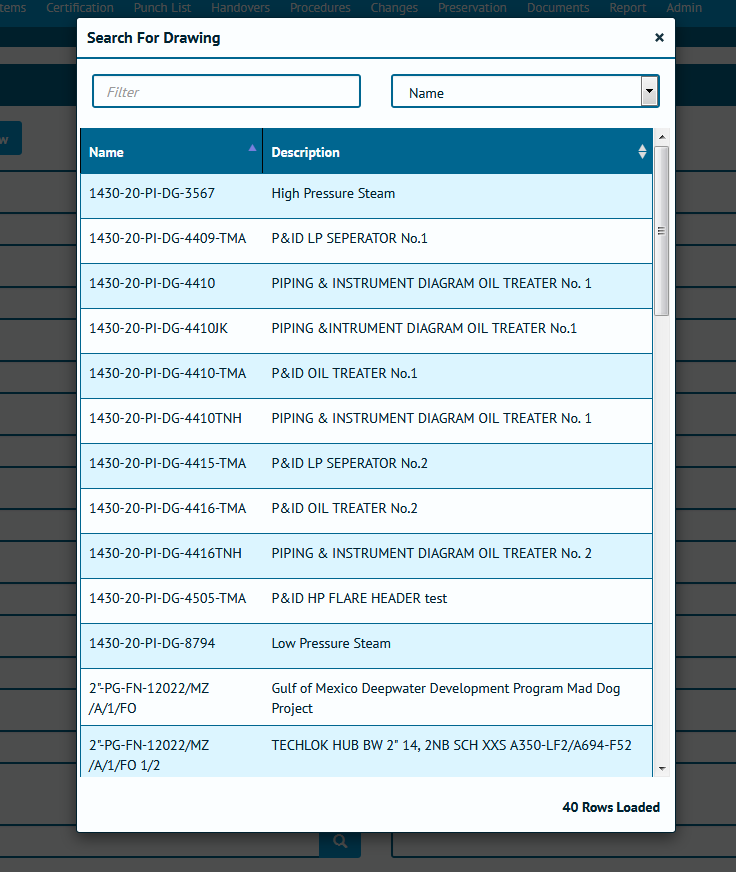 tems Certification Punch List Handovers Procedures Changes Preservation Documents Report Admin
Search For Drawing ×
Filter Name
w
Name Description
1430-20-PI-DG-3567 High Pressure Steam
1430-20-PI-DG-4409-TMA P&ID LP SEPERATOR No.1
1430-20-PI-DG-4410 PIPING & INSTRUMENT DIAGRAM OIL TREATER No. 1
1430-20-PI-DG-4410JK PIPING &INTRUMENT DIAGRAM OIL TREATER No.1
1430-20-PI-DG-4410-TMA P&ID OIL TREATER No.1
1430-20-PI-DG-4410TNH PIPING & INSTRUMENT DIAGRAM OIL TREATER No. 1
1430-20-PI-DG-4415-TMA P&ID LP SEPERATOR No.2
1430-20-PI-DG-4416-TMA P&ID OIL TREATER No.2
1430-20-PI-DG-4416TNH PIPING & INSTRUMENT DIAGRAM OIL TREATER No. 2
1430-20-PI-DG-4505-TMA P&ID HP FLARE HEADER test
1430-20-PI-DG-8794 Low Pressure Steam
2"-PG-FN-12022/MZ Gulf of Mexico Deepwater Development Program Mad Dog
/A/1/FO Project
2"-PG-FN-12022/MZ TECHLOK HUB BW 2" 14, 2NB SCH XXS A350-LF2/A694-F52
/A/1/FO 1/2
40 Rows Loaded